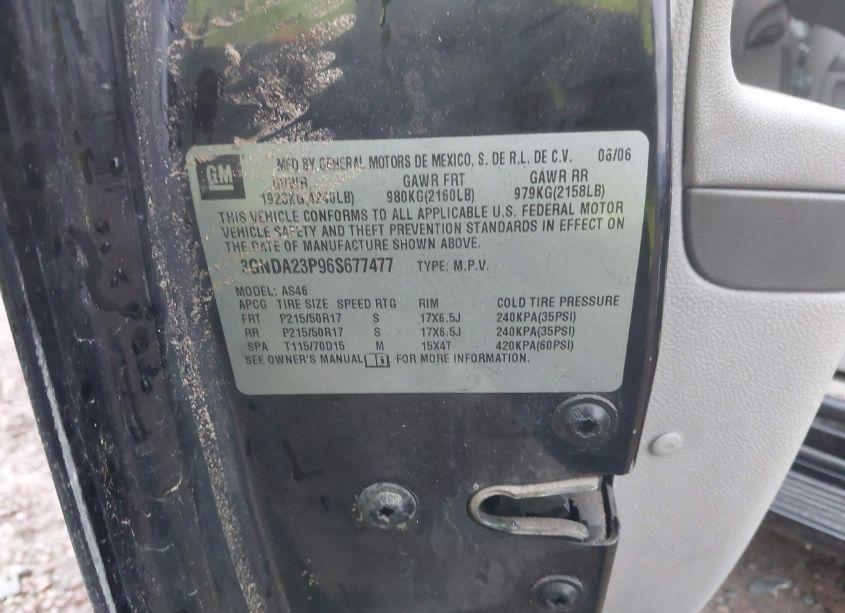 GM MFD BY GENERAL MOTORS DE MEXICO, S. DE R.L. DE C.V. 06/06
GVWR GAWR FRT GAWR RR
1923KG(4240LB) 980KG(2160LB) 979KG(2158LB)
THIS VEHICLE CONFORMS TO ALL APPLICABLE U.S. FEDERAL MOTOR
VEHICLE SAFETY AND THEFT PREVENTION STANDARDS IN EFFECT ON
THE DATE OF MANUFACTURE SHOWN ABOVE.
3GNDA23P96S677477 TYPE: M.P.V.
MODEL: AS46
APCG TIRE SIZE SPEED RTG RIM COLD TIRE PRESSURE
FRT P215/50R17 S 17X6.5J 240KPA(35PSI)
RR P215/50R17 S 17X6.5J 240KPA(35PSI)
SPA T115/70D15 M 15X4T 420KPA(60PSI)
SEE OWNER'S MANUAL FOR MORE INFORMATION.